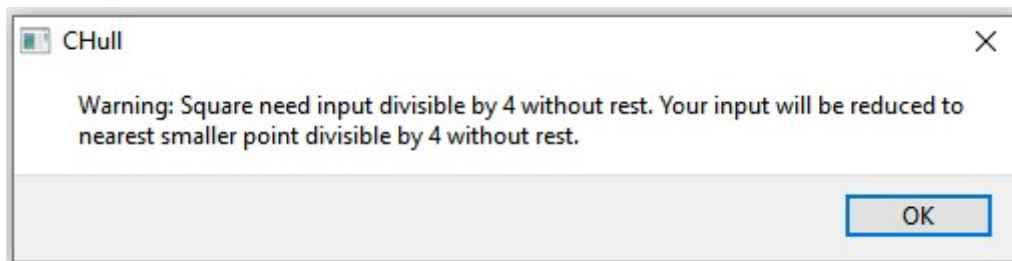 CHull
Warning: Square need input divisible by 4 without rest. Your input will be reduced to
nearest smaller point divisible by 4 without rest.
OK